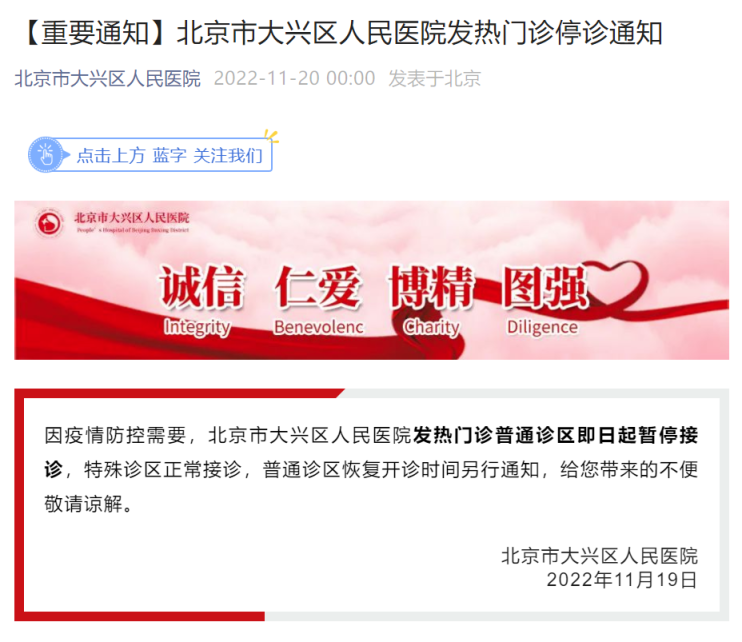 【重要通知】北京市大兴区人民医院发热门诊停诊通知
北京市大兴区人民医院 2022-11-20 00:00 发表于北京
点击上方 蓝字 关注我们
北京市大兴区人民医院
People's Hospital of Beijing Daxing District
诚信 仁爱 博精 图强
Integrity Benevolenc Charity Diligence
因疫情防控需要，北京市大兴区人民医院发热门诊普通诊区即日起暂停接
诊，特殊诊区正常接诊，普通诊区恢复开诊时间另行通知，给您带来的不便
敬请谅解。
北京市大兴区人民医院
2022年11月19日